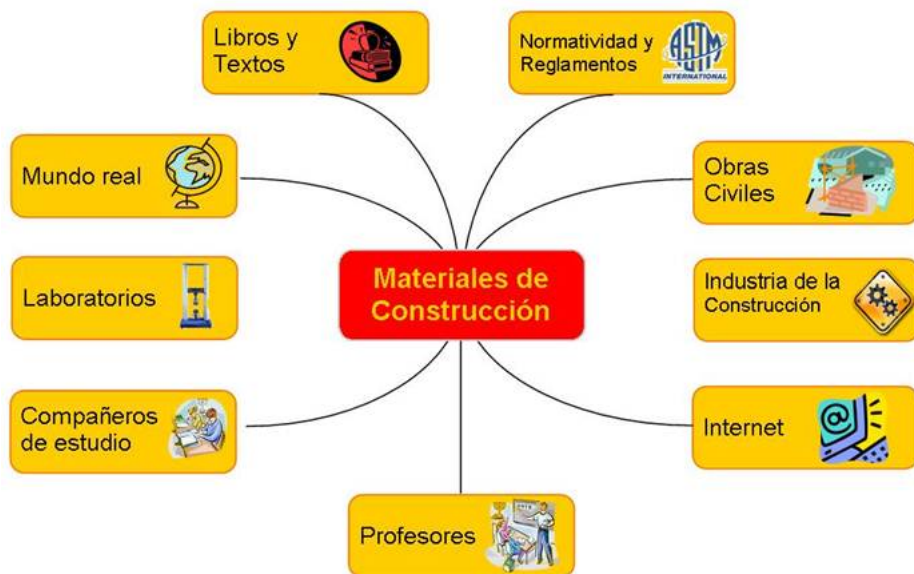 Libros y
Textos
Normatividad y
Reglamentos
ASTM
INTERNATIONAL
Mundo real
Obras
Civiles
Materiales de
Construcción
Laboratorios
Industria de la
Construcción
Compañeros
de estudio
Internet
@
Profesores